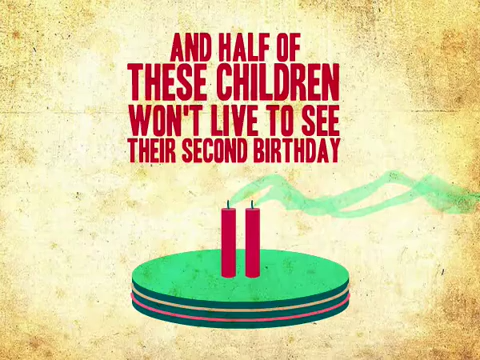 AND HALF OF
THESE CHILDREN
WON'T LIVE TO SEE
THEIR SECOND BIRTHDAY